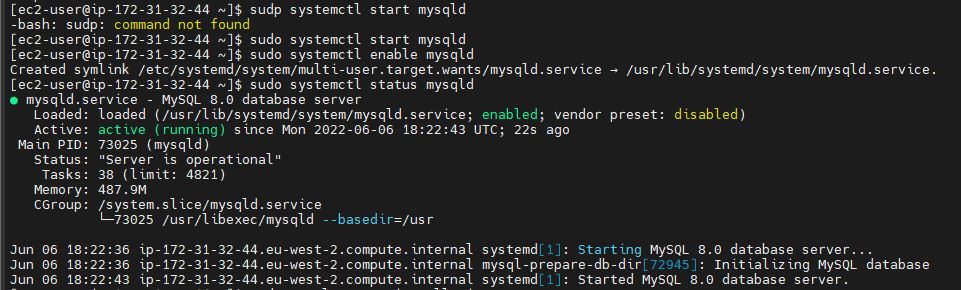 [ec2-user@ip-172-31-32-44 ~]$ sudp systemctl start mysqld
-bash: sudp: command not found
[ec2-user@ip-172-31-32-44 ~]$ sudo systemctl start mysqld
[ec2-user@ip-172-31-32-44 ~]$ sudo systemctl enable mysqld
Created symlink /etc/systemd/system/multi-user.target.wants/mysqld.service → /usr/lib/systemd/system/mysqld.service.
[ec2-user@ip-172-31-32-44 ~]$ sudo systemctl status mysqld
● mysqld.service - MySQL 8.0 database server
Loaded: loaded (/usr/lib/systemd/system/mysqld.service; enabled; vendor preset: disabled)
Active: active (running) since Mon 2022-06-06 18:22:43 UTC; 22s ago
Main PID: 73025 (mysqld)
Status: "Server is operational"
Tasks: 38 (limit: 4821)
Memory: 487.9M
CGroup: /system.slice/mysqld.service
└─73025 /usr/libexec/mysqld --basedir=/usr
Jun 06 18:22:36 ip-172-31-32-44.eu-west-2.compute.internal systemd[1]: Starting MySQL 8.0 database server...
Jun 06 18:22:36 ip-172-31-32-44.eu-west-2.compute.internal mysql-prepare-db-dir[72945]: Initializing MySQL database
Jun 06 18:22:43 ip-172-31-32-44.eu-west-2.compute.internal systemd[1]: Started MySQL 8.0 database server.